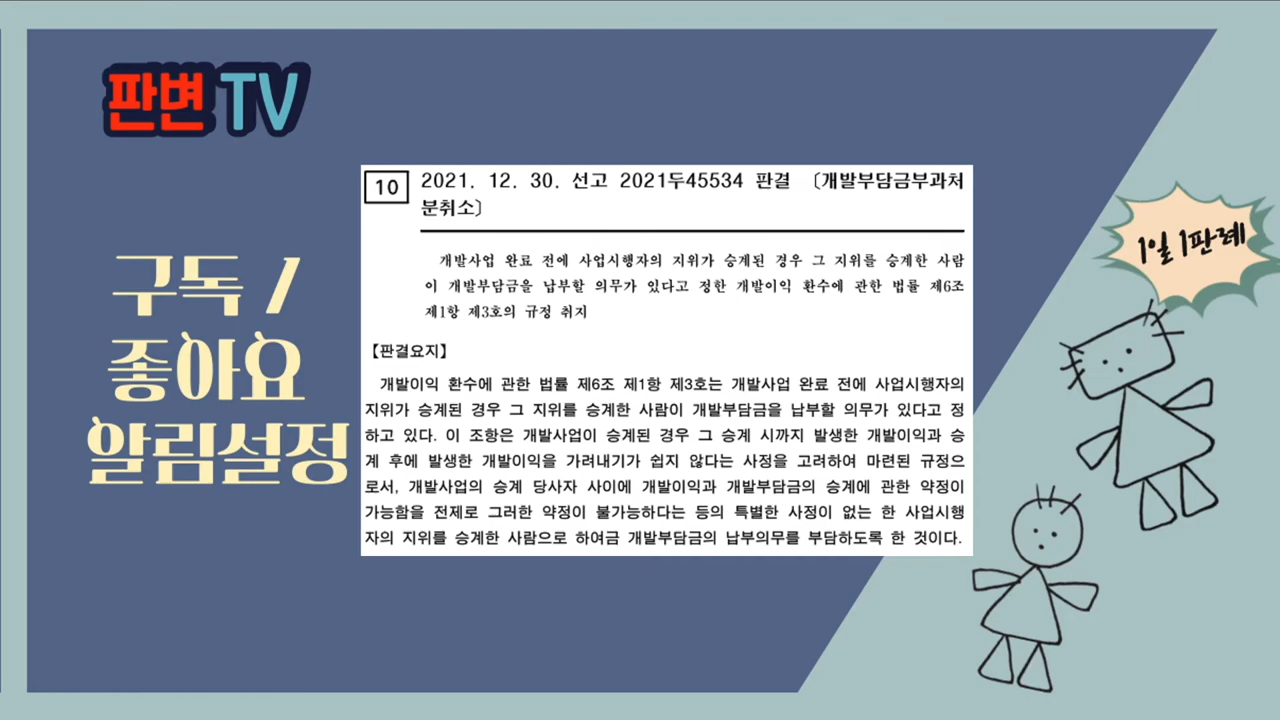 판변 TV
구독 /
좋아요
알림설정
10
2021. 12. 30. 선고 2021두45534 판결 〔개발부담금부과처
분취소〕
개발사업 완료 전에 사업시행자의 지위가 승계된 경우 그 지위를 승계한 사람
이 개발부담금을 납부할 의무가 있다고 정한 개발이익 환수에 관한 법률 제6조
제1항 제3호의 규정 취지
【판결요지】
개발이익 환수에 관한 법률 제6조 제1항 제3호는 개발사업 완료 전에 사업시행자의
지위가 승계된 경우 그 지위를 승계한 사람이 개발부담금을 납부할 의무가 있다고 정
하고 있다. 이 조항은 개발사업이 승계된 경우 그 승계 시까지 발생한 개발이익과 승
계 후에 발생한 개발이익을 가려내기가 쉽지 않다는 사정을 고려하여 마련된 규정으
로서, 개발사업의 승계 당사자 사이에 개발이익과 개발부담금의 승계에 관한 약정이
가능함을 전제로 그러한 약정이 불가능하다는 등의 특별한 사정이 없는 한 사업시행
자의 지위를 승계한 사람으로 하여금 개발부담금의 납부의무를 부담하도록 한 것이다.
1일 1판례